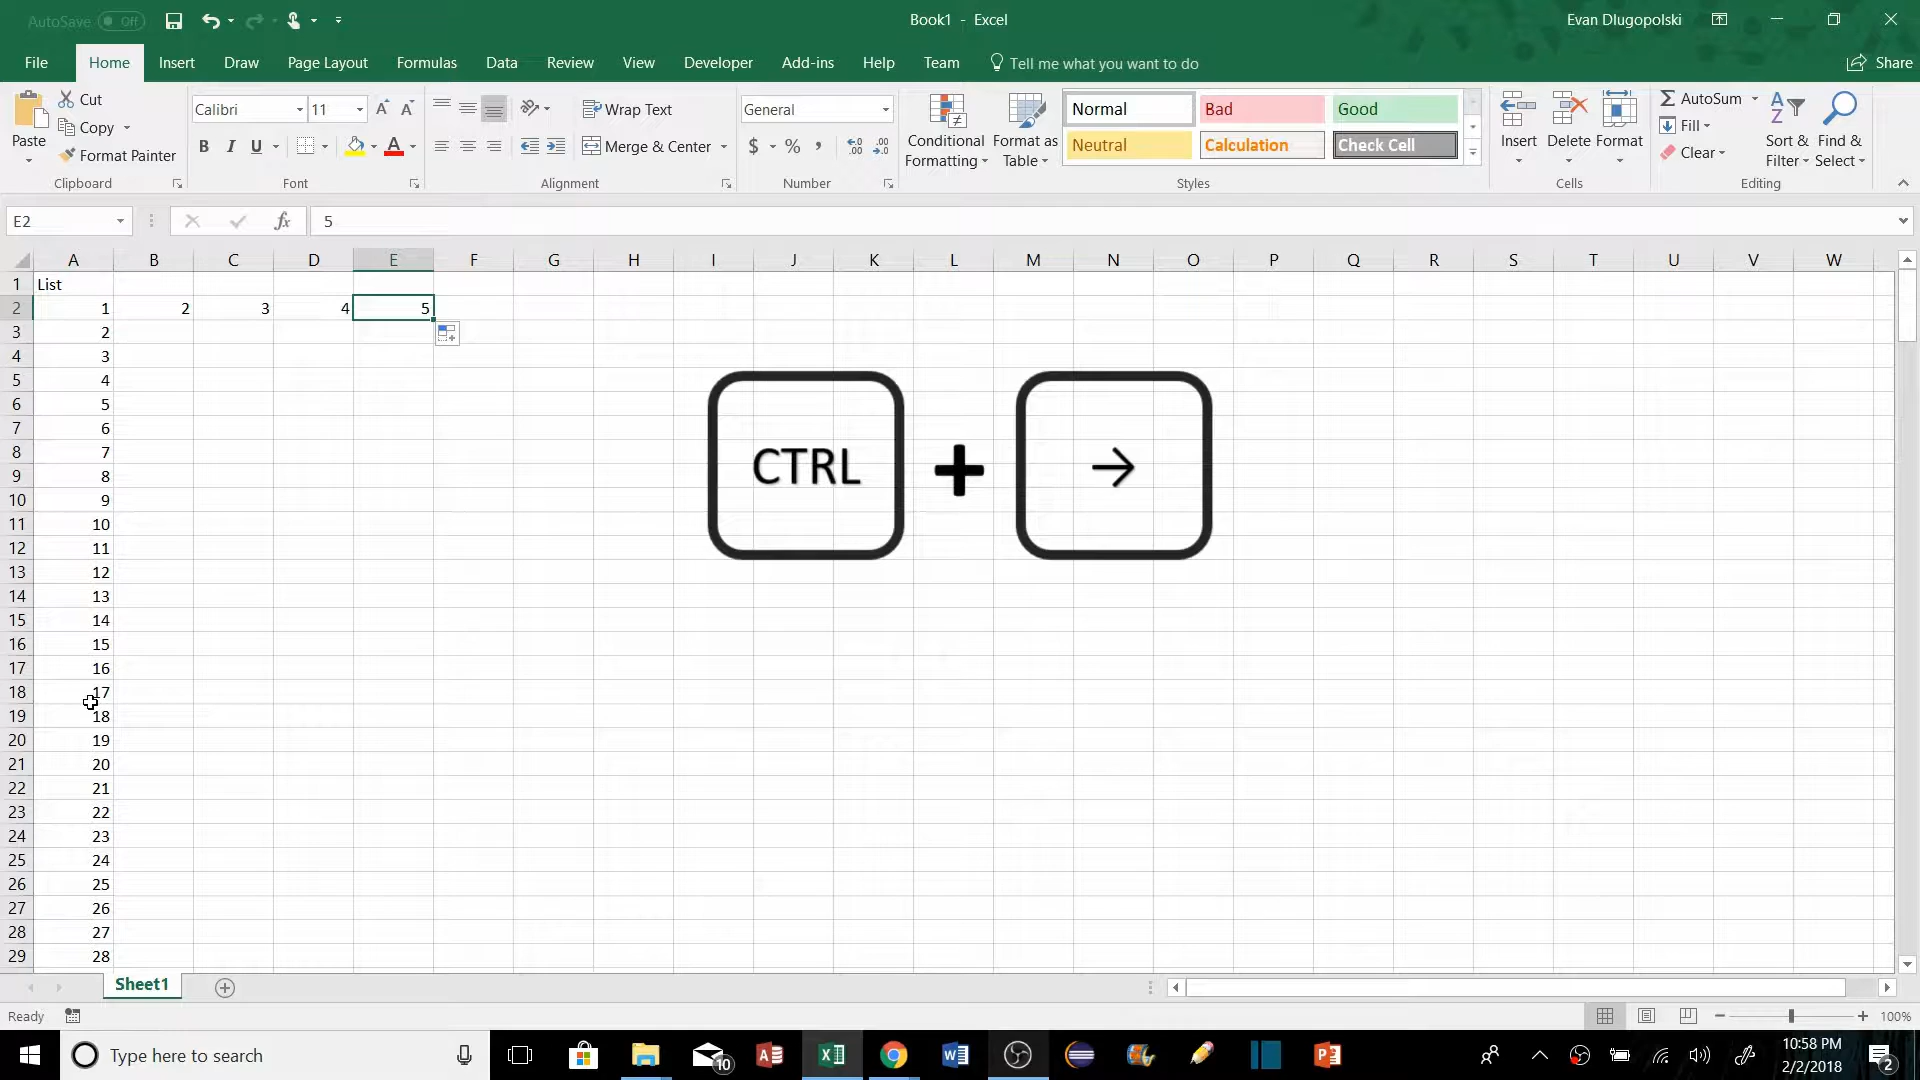 AutoSave Off
Book1 - Excel
Evan Dlugopolski
File Home Insert Draw Page Layout Formulas Data Review View Developer Add-ins Help Team Tell me what you want to do Share
Paste
Cut
Copy
Format Painter
Clipboard
Calibri 11
B I U
Font
Wrap Text
Merge & Center
Alignment
General
$ % ,
Number
Conditional Formatting
Format as Table
Normal Bad Good
Neutral Calculation Check Cell
Styles
Insert Delete Format
Cells
AutoSum
Fill
Clear
Sort & Filter
Find & Select
Editing
E2 fx 5
A B C D E F G H I J K L M N O P Q R S T U V W
1 List
2 1 2 3 4 5
3 2
4 3
5 4
6 5
7 6
8 7
9 8
10 9
11 10
12 11
13 12
14 13
15 14
16 15
17 16
18 17
19 18
20 19
21 20
22 21
23 22
24 23
25 24
26 25
27 26
28 27
29 28
CTRL + →
Sheet1
Ready
100%
Type here to search
10
10:58 PM
2/2/2018
2